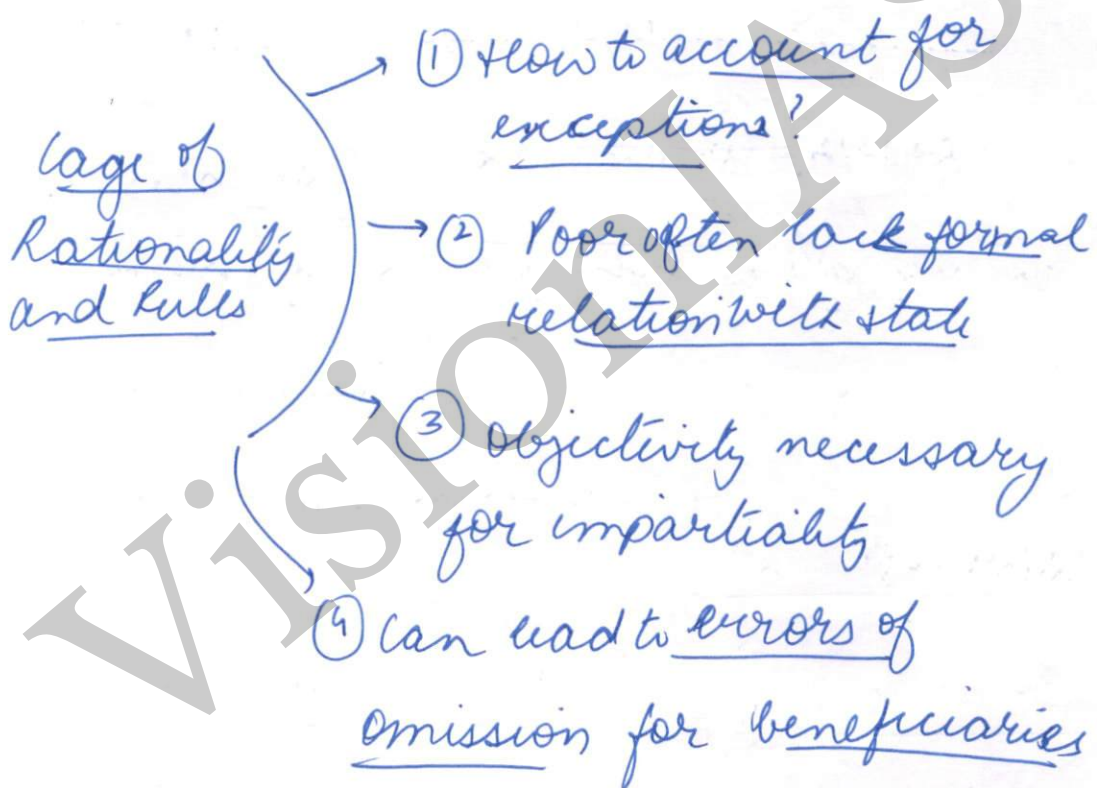 Cage of
Rationality
and Rules
① How to account for
exceptions?
② Poor often lack formal
relation with state
③ Objectivity necessary
for impartiality
④ Can lead to errors of
omission for beneficiaries
VisionIAS